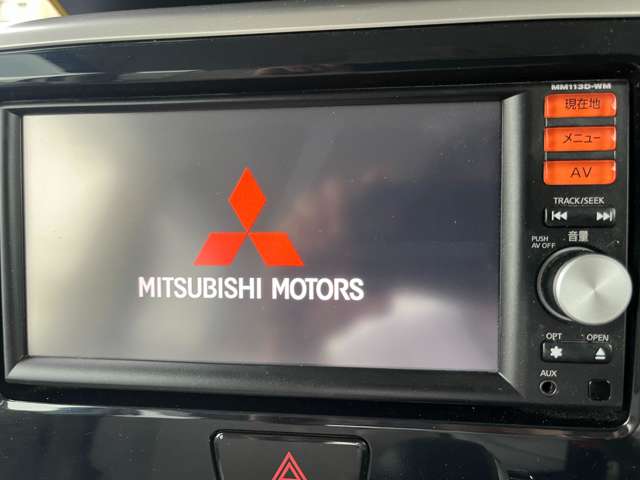 MM113D-WM
現在地
メニュー
AV
MITSUBISHI MOTORS
TRACK/SEEK
音量
PUSH
AV OFF
OPT
OPEN
AUX